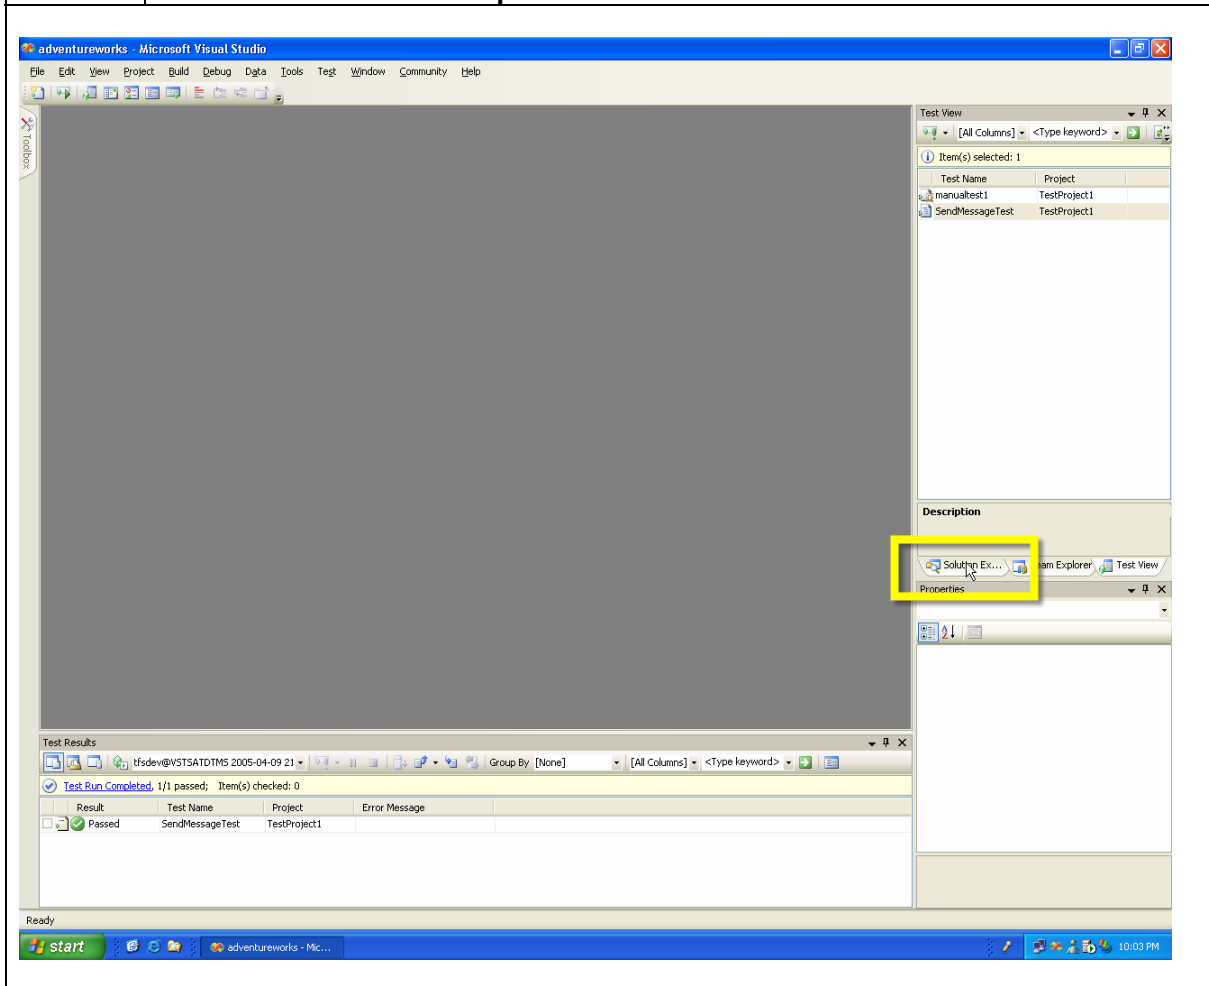 adventureworks - Microsoft Visual Studio
File Edit View Project Build Debug Data Tools Test Window Community Help
Toolbox
Test View
[All Columns] <Type keyword>
Item(s) selected: 1
Test Name Project
manualtest1 TestProject1
SendMessageTest TestProject1
Description
Solution Ex... Team Explorer Test View
Properties
Test Results
tfsdev@VSTSATDTMS 2005-04-09 21 Group By [None] [All Columns] <Type keyword>
Test Run Completed, 1/1 passed; Item(s) checked: 0
Result Test Name Project Error Message
Passed SendMessageTest TestProject1
Ready
start adventureworks - Mic... 10:03 PM